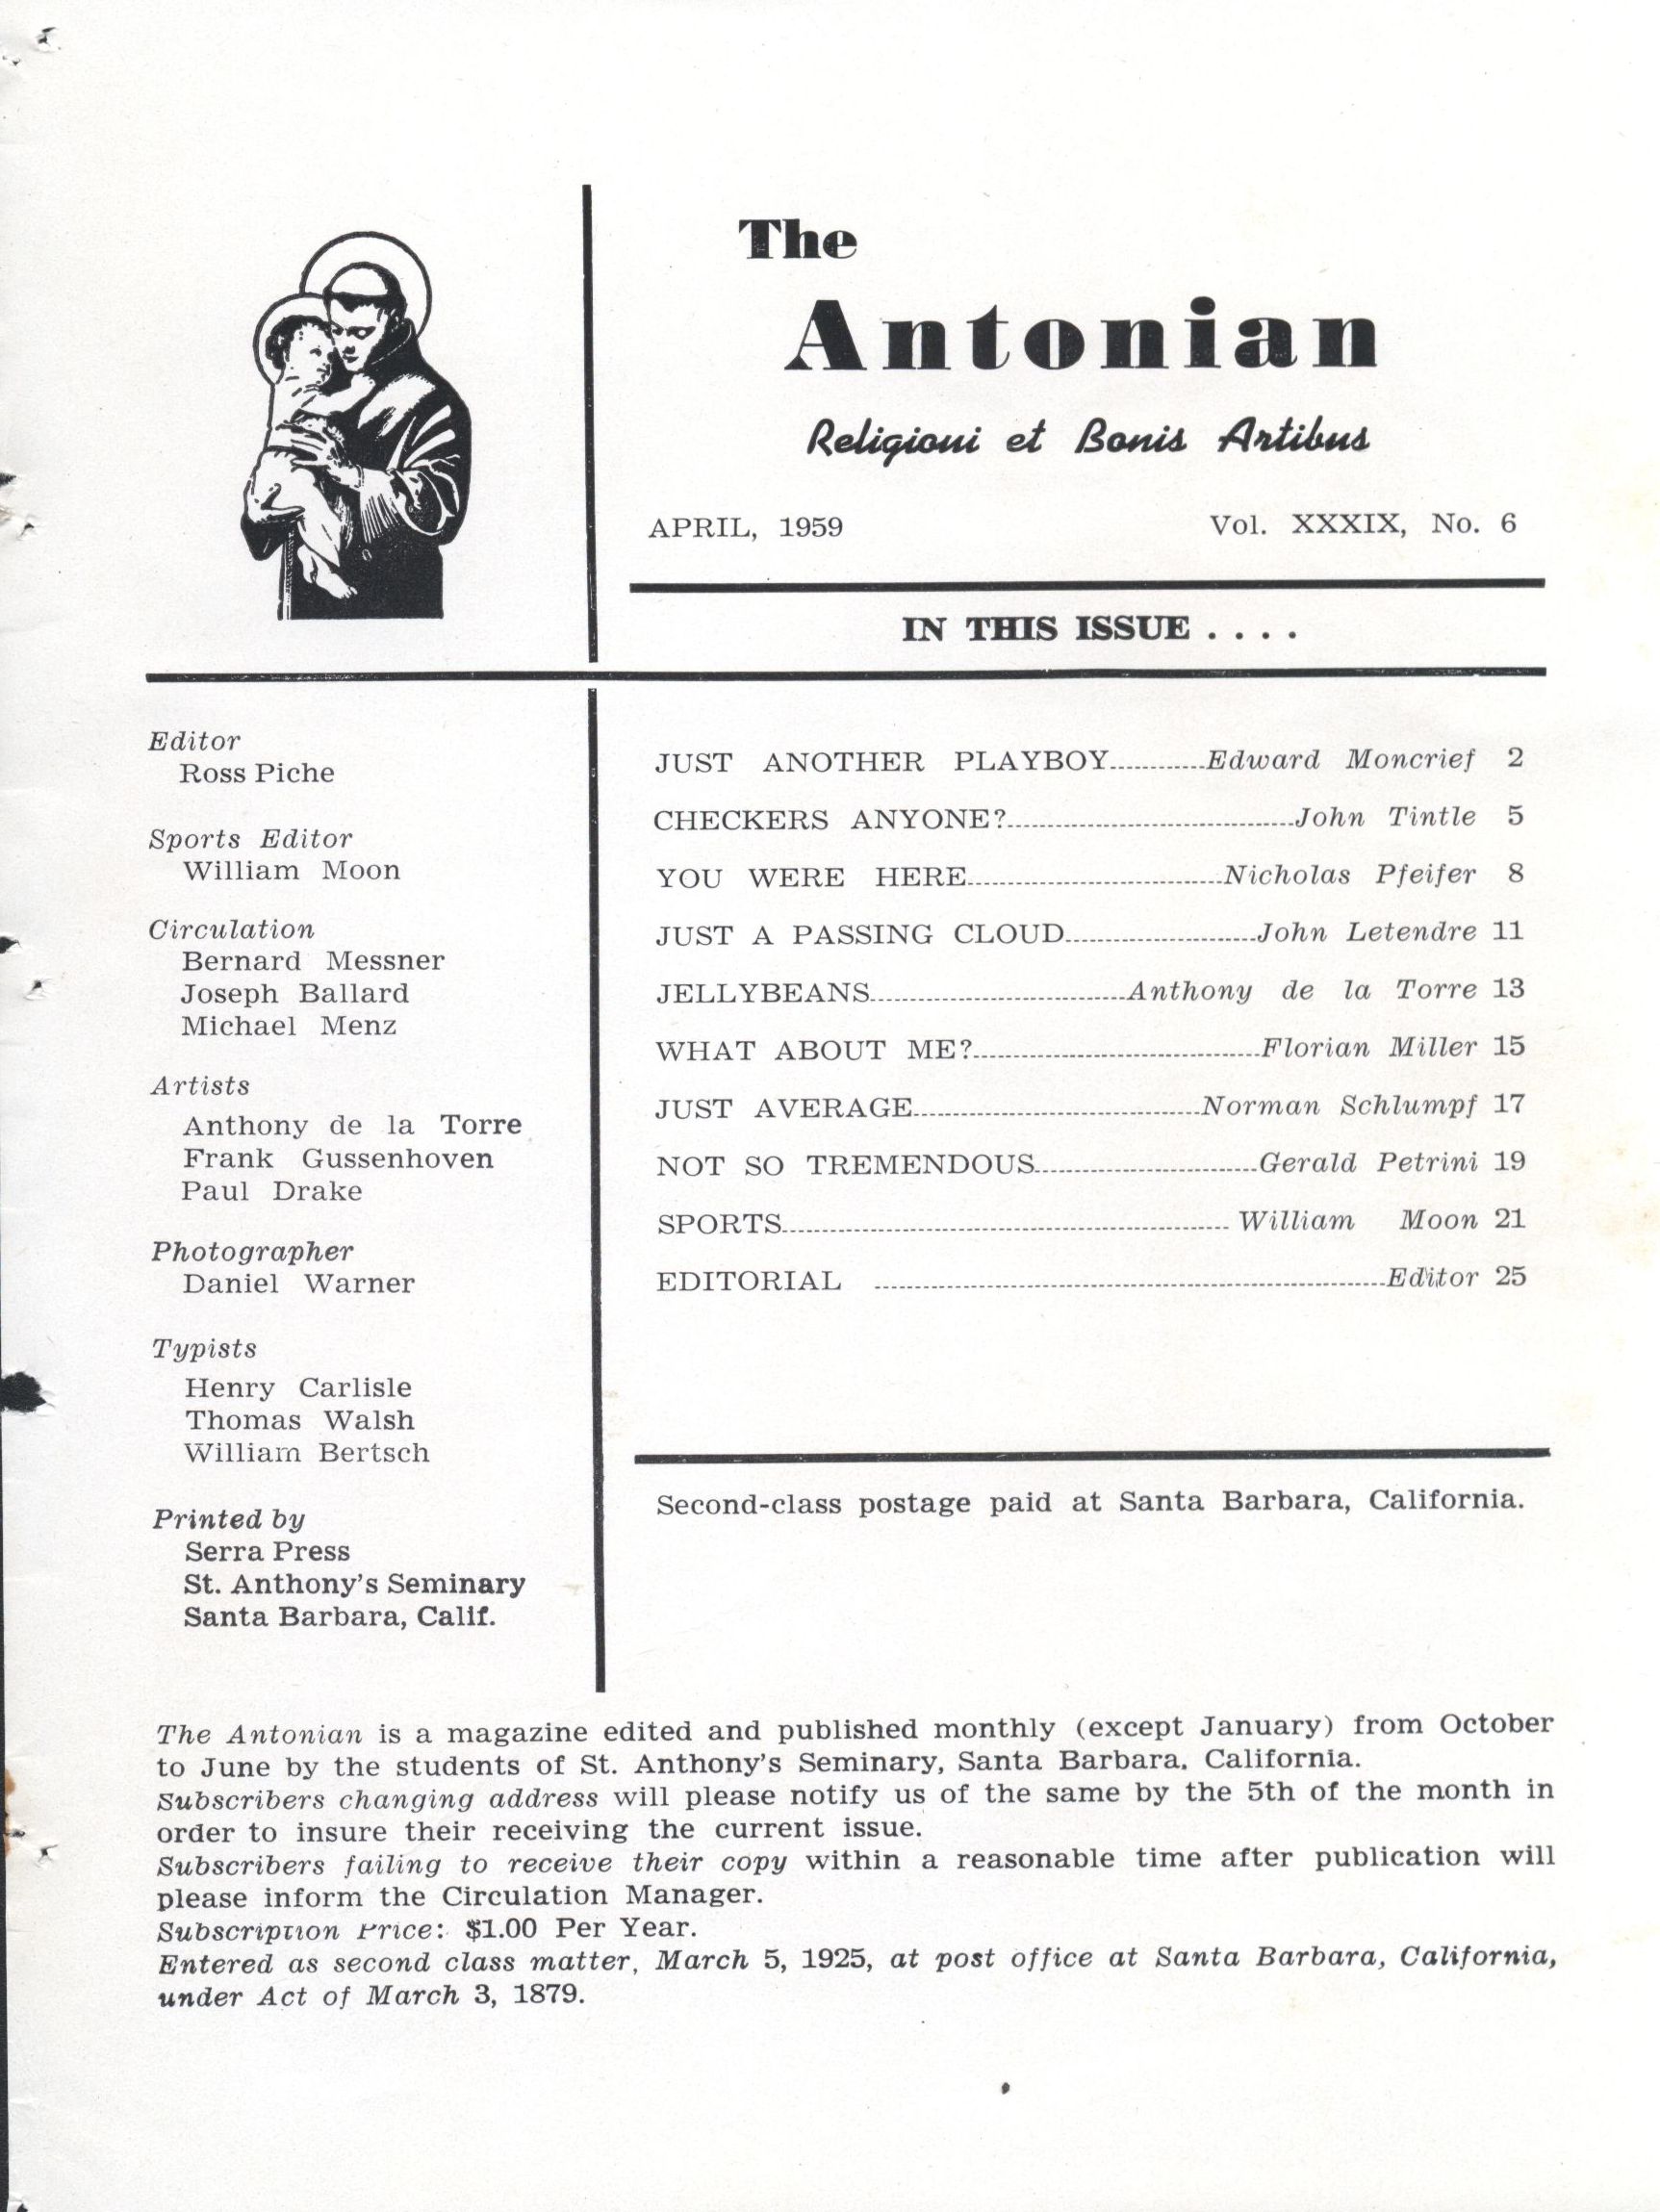 The
Antonian
Religioni et Bonis Artibus
APRIL, 1959 Vol. XXXIX, No. 6
IN THIS ISSUE . . . .
Editor
Ross Piche
Sports Editor
William Moon
Circulation
Bernard Messner
Joseph Ballard
Michael Menz
Artists
Anthony de la Torre
Frank Gussenhoven
Paul Drake
Photographer
Daniel Warner
Typists
Henry Carlisle
Thomas Walsh
William Bertsch
Printed by
Serra Press
St. Anthony's Seminary
Santa Barbara, Calif.
JUST ANOTHER PLAYBOY............Edward Moncrief 2
CHECKERS ANYONE?............John Tintle 5
YOU WERE HERE............Nicholas Pfeifer 8
JUST A PASSING CLOUD............John Letendre 11
JELLYBEANS............Anthony de la Torre 13
WHAT ABOUT ME?............Florian Miller 15
JUST AVERAGE............Norman Schlumpf 17
NOT SO TREMENDOUS............Gerald Petrini 19
SPORTS............William Moon 21
EDITORIAL ............Editor 25
Second-class postage paid at Santa Barbara, California.
The Antonian is a magazine edited and published monthly (except January) from October
to June by the students of St. Anthony's Seminary, Santa Barbara, California.
Subscribers changing address will please notify us of the same by the 5th of the month in
order to insure their receiving the current issue.
Subscribers failing to receive their copy within a reasonable time after publication will
please inform the Circulation Manager.
Subscription Price: $1.00 Per Year.
Entered as second class matter, March 5, 1925, at post office at Santa Barbara, California,
under Act of March 3, 1879.